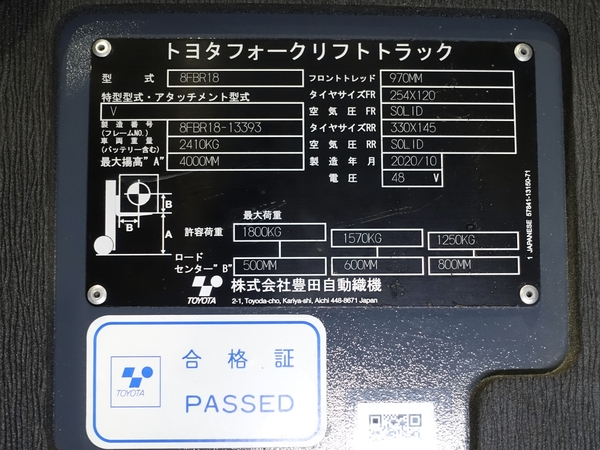 トヨタフォークリフトトラック
型 式 8FBR18 フロントトレッド 970MM
特型型式・アタッチメント型式 タイヤサイズFR 254X120
V 空気圧 FR SOLID
製造番号 (フレームNO.) 8FBR18-13393 タイヤサイズRR 330X145
車両重量 (バッテリー含む) 2410KG 空気圧 RR SOLID
最大揚高"A" 4000MM 製造年月 2020/10
電圧 48 V
B
B A
最大荷重
許容荷重 1800KG 1570KG 1250KG
ロード
センター"B" 500MM 600MM 800MM
TOYOTA 株式会社豊田自動織機
2-1, Toyoda-cho, Kariya-shi, Aichi 448-8671 Japan
1 JAPANESE 57641-13150-71
合格証
TOYOTA PASSED